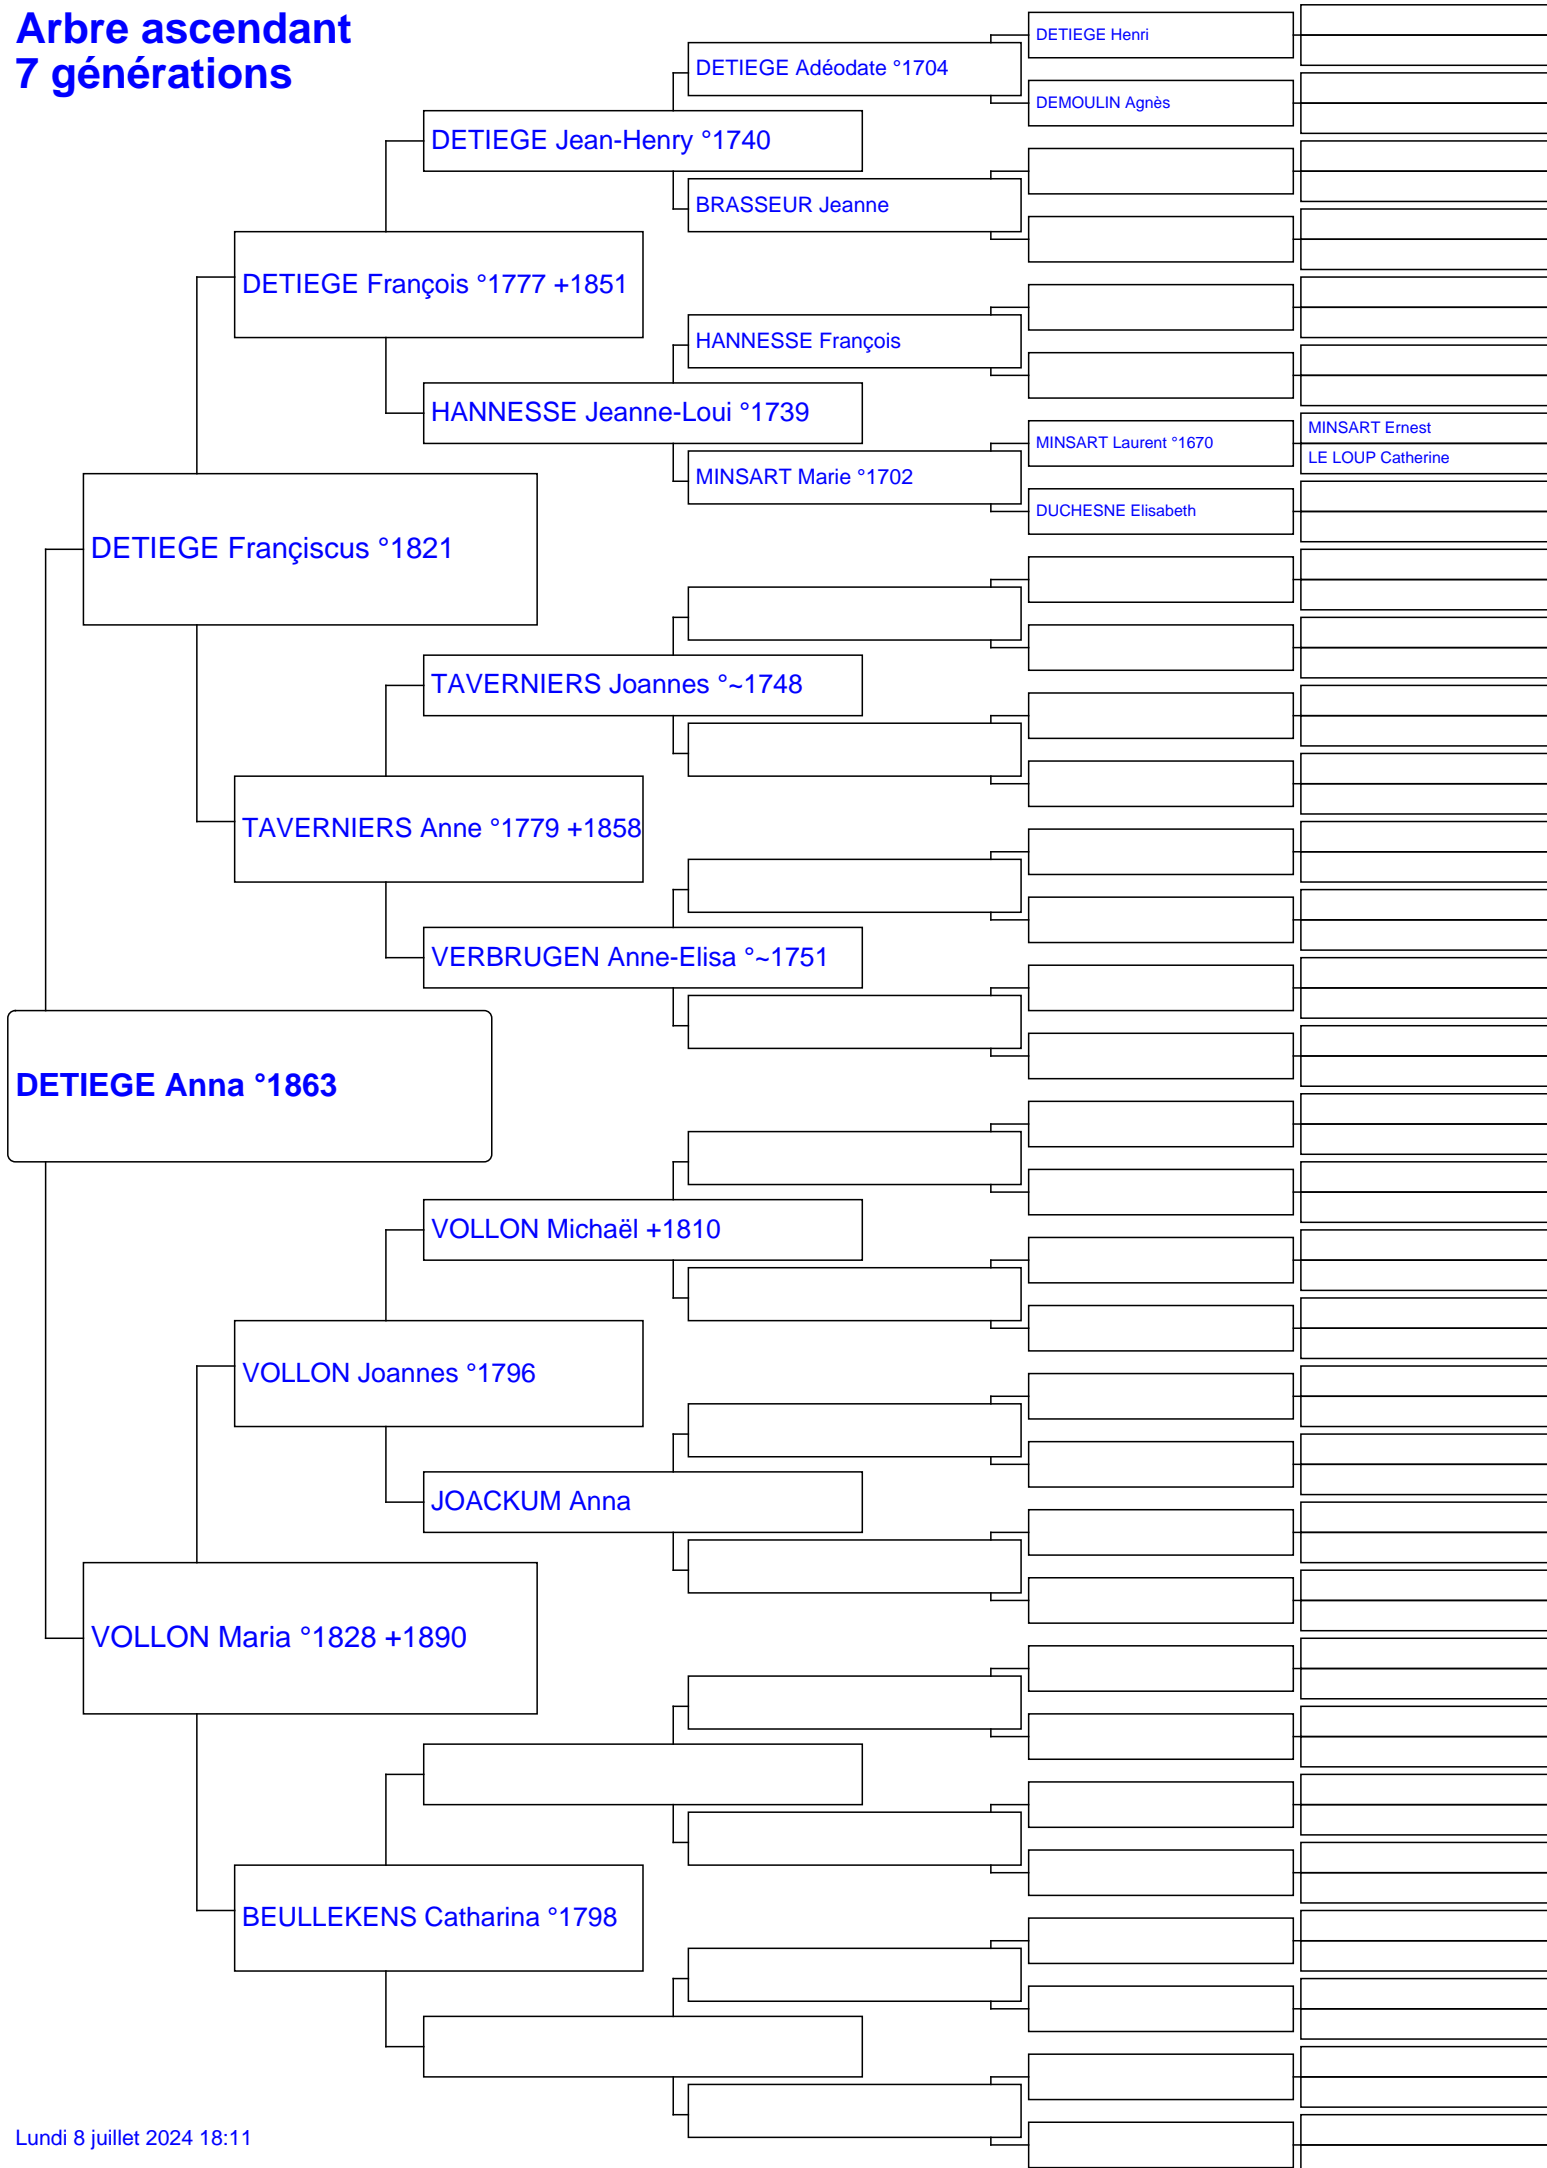 Arbre ascendant
7 générations
DETIEGE Henri
DETIEGE Adéodate °1704
DEMOULIN Agnès
DETIEGE Jean-Henry °1740
BRASSEUR Jeanne
DETIEGE François °1777 +1851
HANNESSE François
HANNESSE Jeanne-Loui °1739
MINSART Ernest
MINSART Laurent °1670
LE LOUP Catherine
MINSART Marie °1702
DUCHESNE Elisabeth
DETIEGE Françiscus °1821
TAVERNIERS Joannes °~1748
TAVERNIERS Anne °1779 +1858
VERBRUGEN Anne-Elisa °~1751
DETIEGE Anna °1863
VOLLON Michaël +1810
VOLLON Joannes °1796
JOACKUM Anna
VOLLON Maria °1828 +1890
BEULLEKENS Catharina °1798
Lundi 8 juillet 2024 18:11